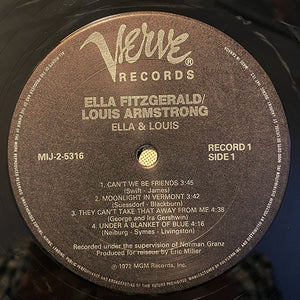 Verve
RECORDS
ELLA FITZGERALD/
LOUIS ARMSTRONG
ELLA & LOUIS
MIJ-2-5316
RECORD 1
SIDE 1
1. CAN'T WE BE FRIENDS 3:45
(Swift - James)
2. MOONLIGHT IN VERMONT 3:42
(Suessdorf - Blackburn)
3. THEY CAN'T TAKE THAT AWAY FROM ME 4:38
(George and Ira Gershwin)
4. UNDER A BLANKET OF BLUE 4:16
(Neiburg - Symes - Livingston)
Recorded under the supervision of Norman Granz
Produced for reissue by Eric Miller
℗ 1972 MGM Records, Inc.